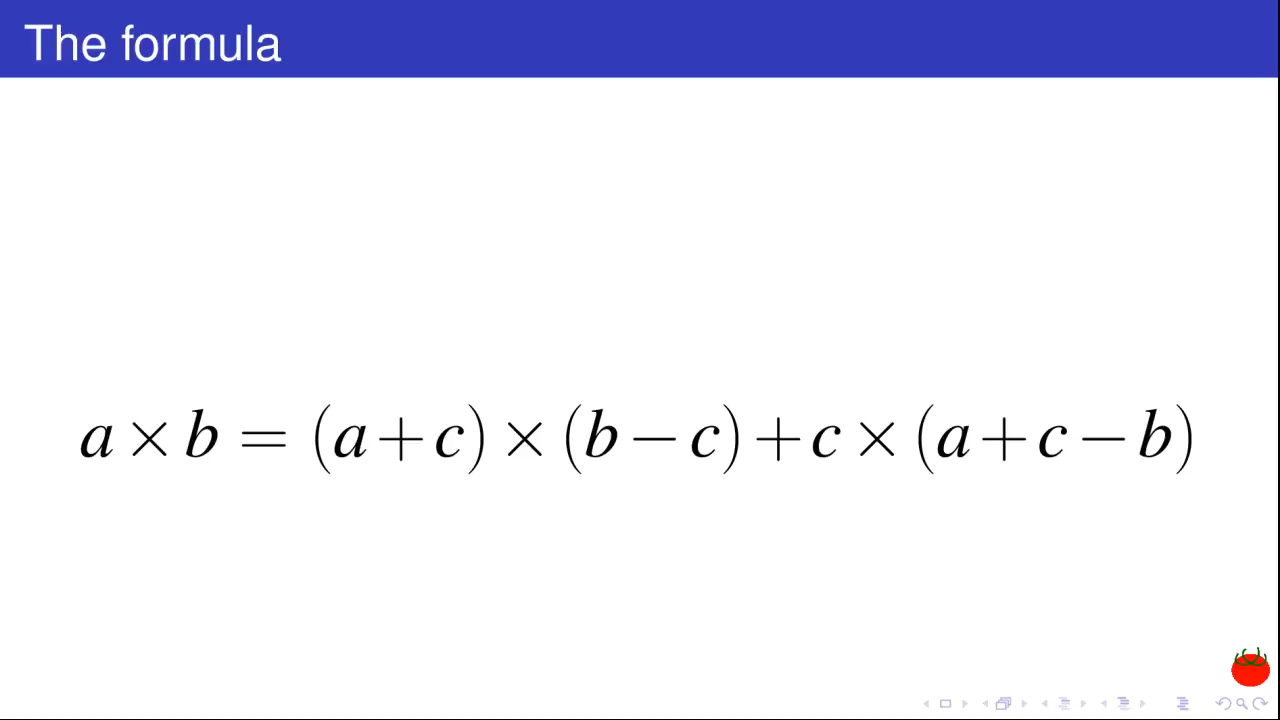 The formula
a × b = (a + c) × (b − c) + c × (a + c − b)